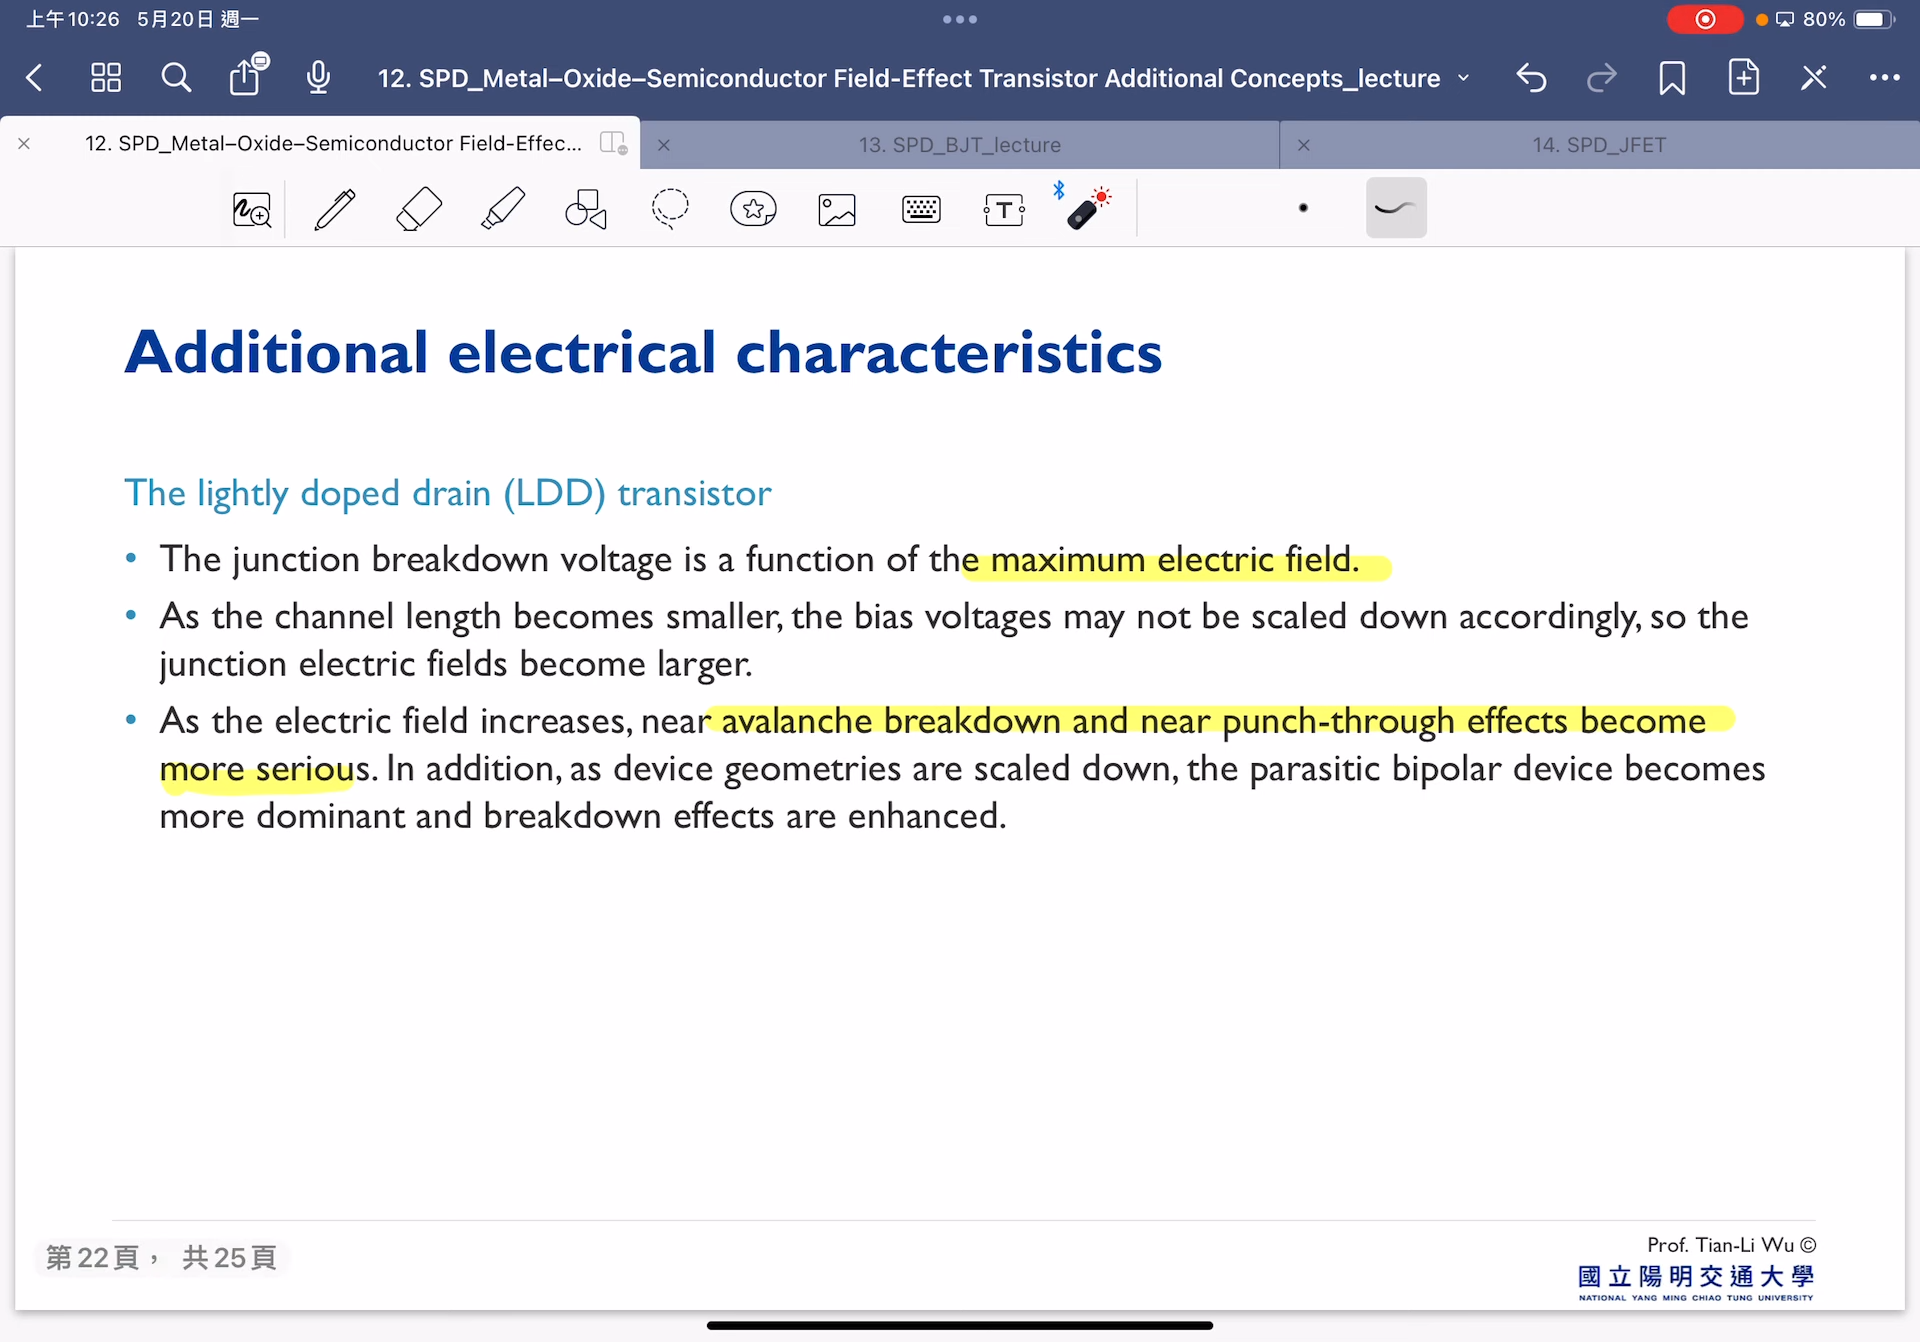 上午10:26 5月20日 週一
80%
12. SPD_Metal–Oxide–Semiconductor Field-Effect Transistor Additional Concepts_lecture
12. SPD_Metal–Oxide–Semiconductor Field-Effec...
13. SPD_BJT_lecture
14. SPD_JFET
Additional electrical characteristics
The lightly doped drain (LDD) transistor
• The junction breakdown voltage is a function of the maximum electric field.
• As the channel length becomes smaller, the bias voltages may not be scaled down accordingly, so the
junction electric fields become larger.
• As the electric field increases, near avalanche breakdown and near punch-through effects become
more serious. In addition, as device geometries are scaled down, the parasitic bipolar device becomes
more dominant and breakdown effects are enhanced.
第22頁， 共25頁
Prof. Tian-Li Wu ©
國立陽明交通大學
NATIONAL YANG MING CHIAO TUNG UNIVERSITY